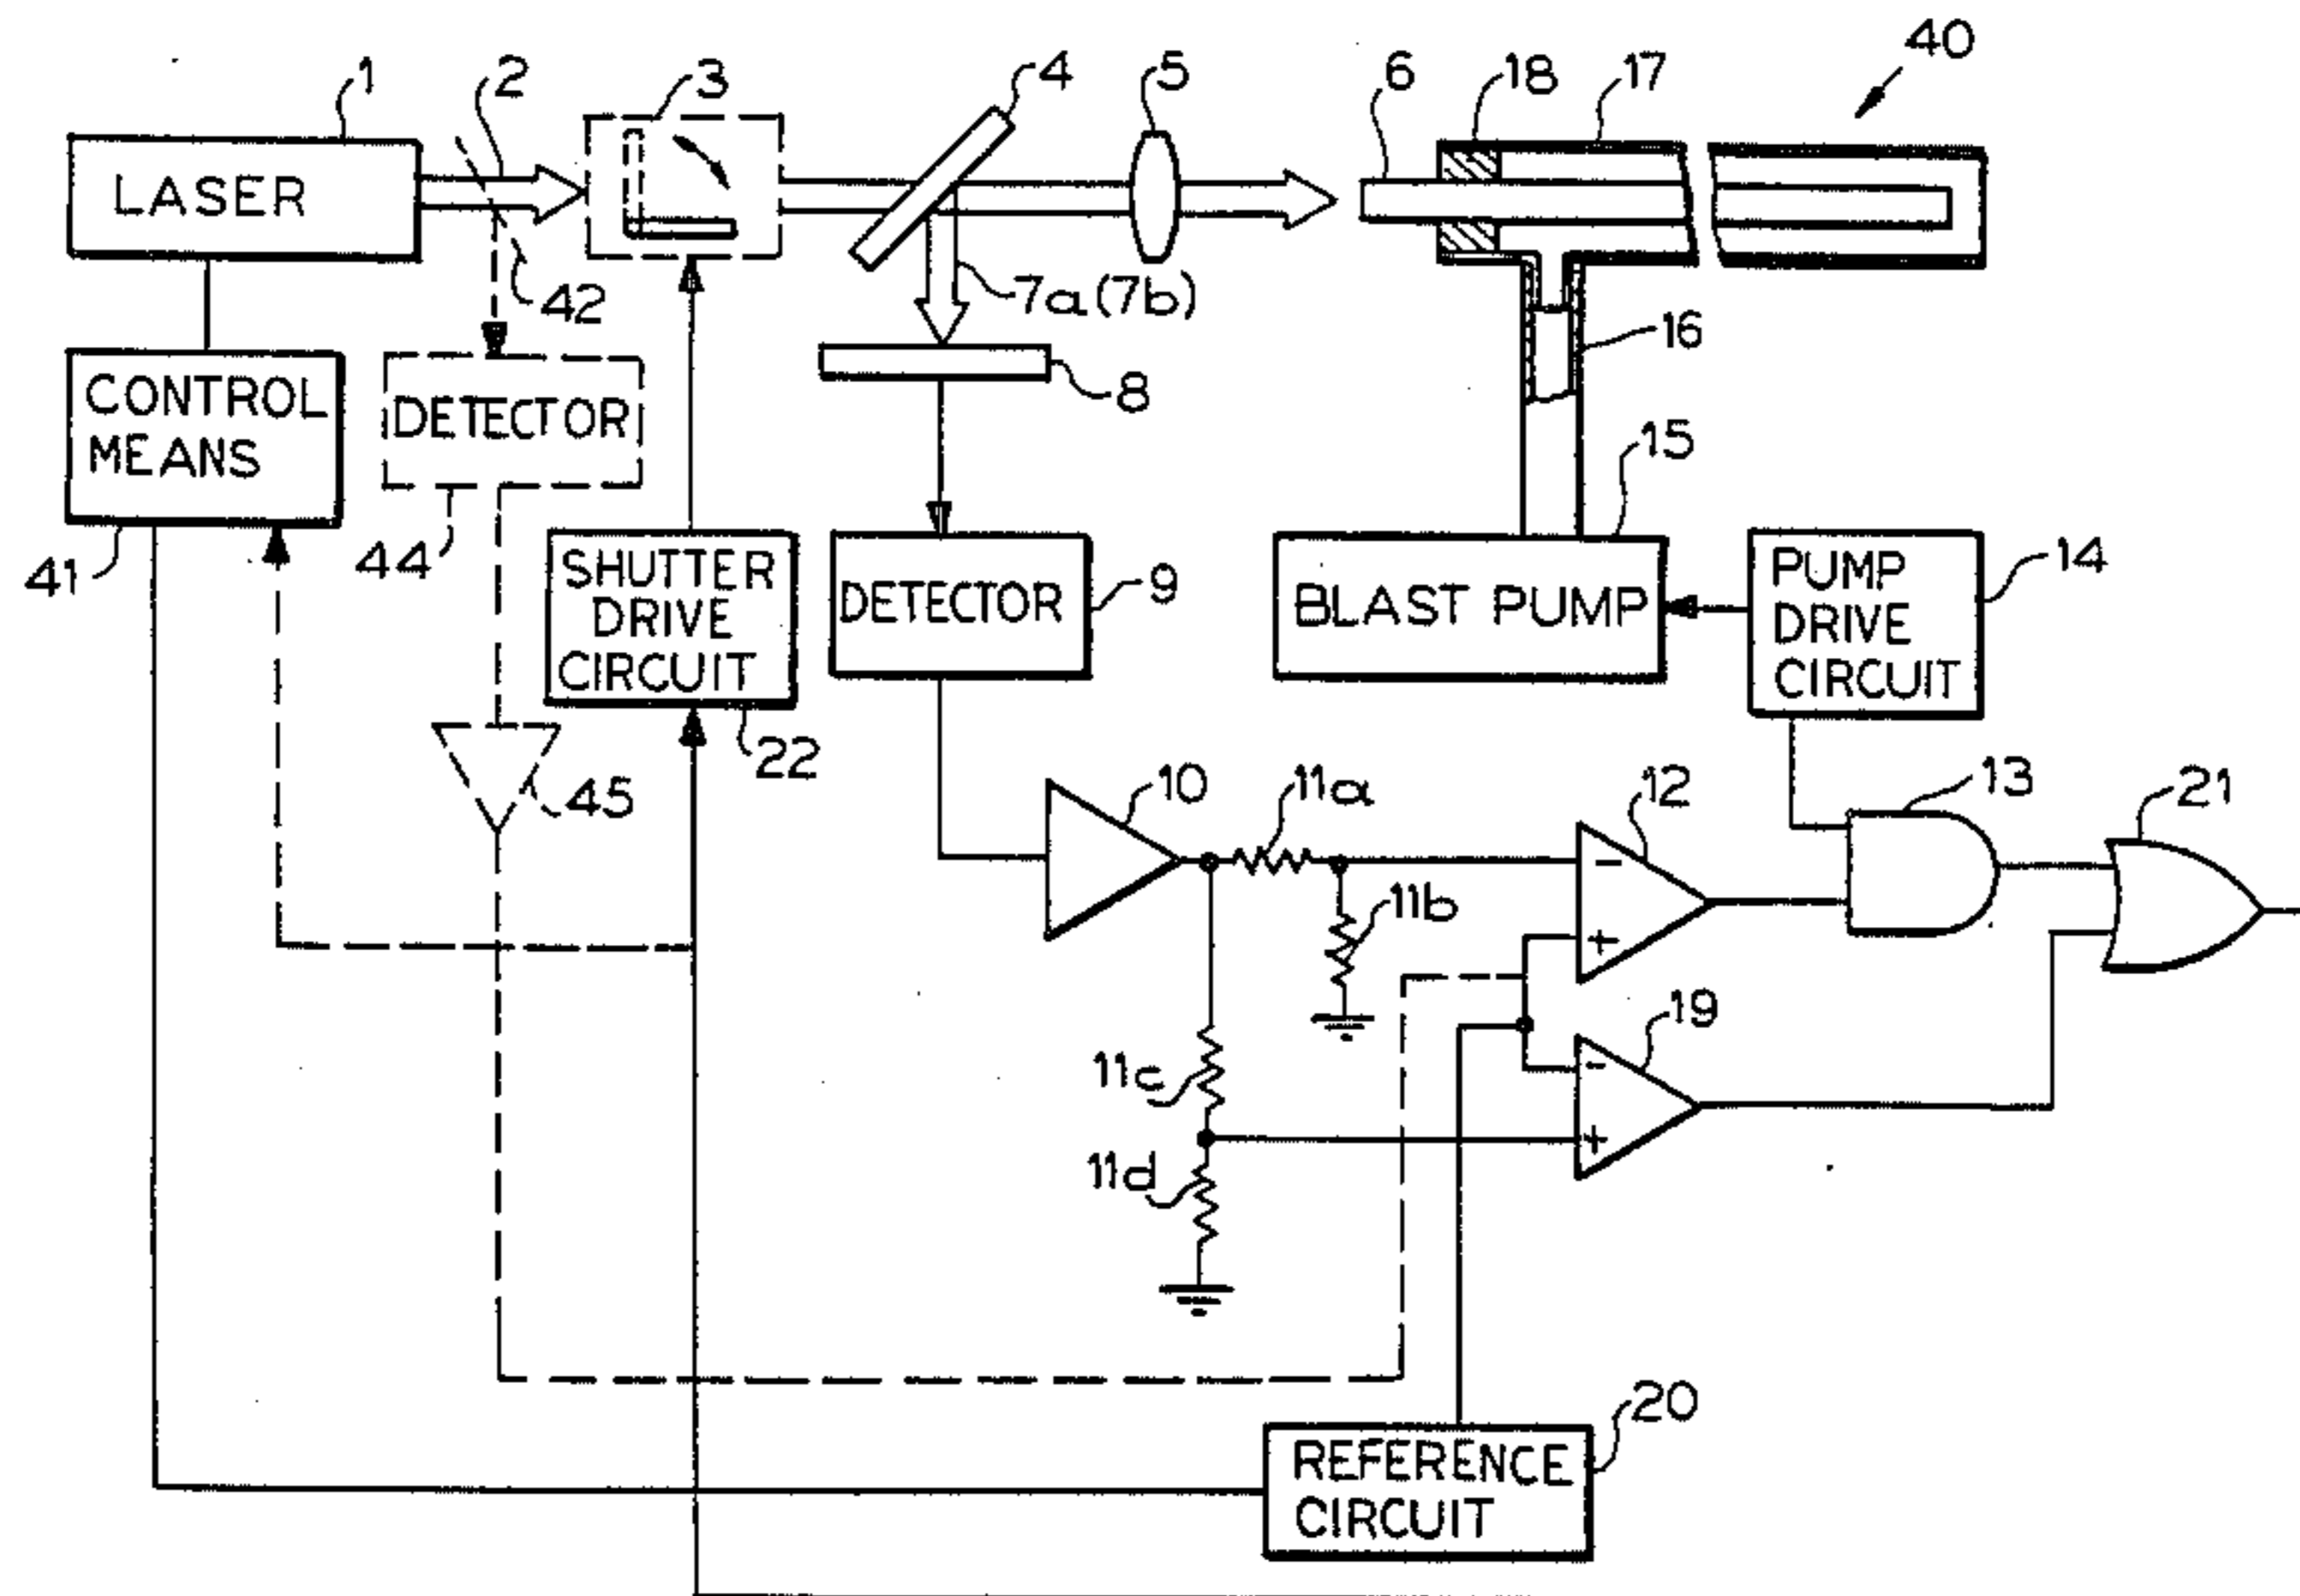 40
1
2
3
4
5
6
18
17
LASER
42
7a(7b)
16
8
CONTROL
MEANS
DETECTOR
15
41
44
SHUTTER
DRIVE
CIRCUIT
DETECTOR
9
BLAST PUMP
PUMP
DRIVE
CIRCUIT
14
22
45
10
11a
12
13
21
-
11b
+
19
11c
-
11d
+
20
REFERENCE
CIRCUIT